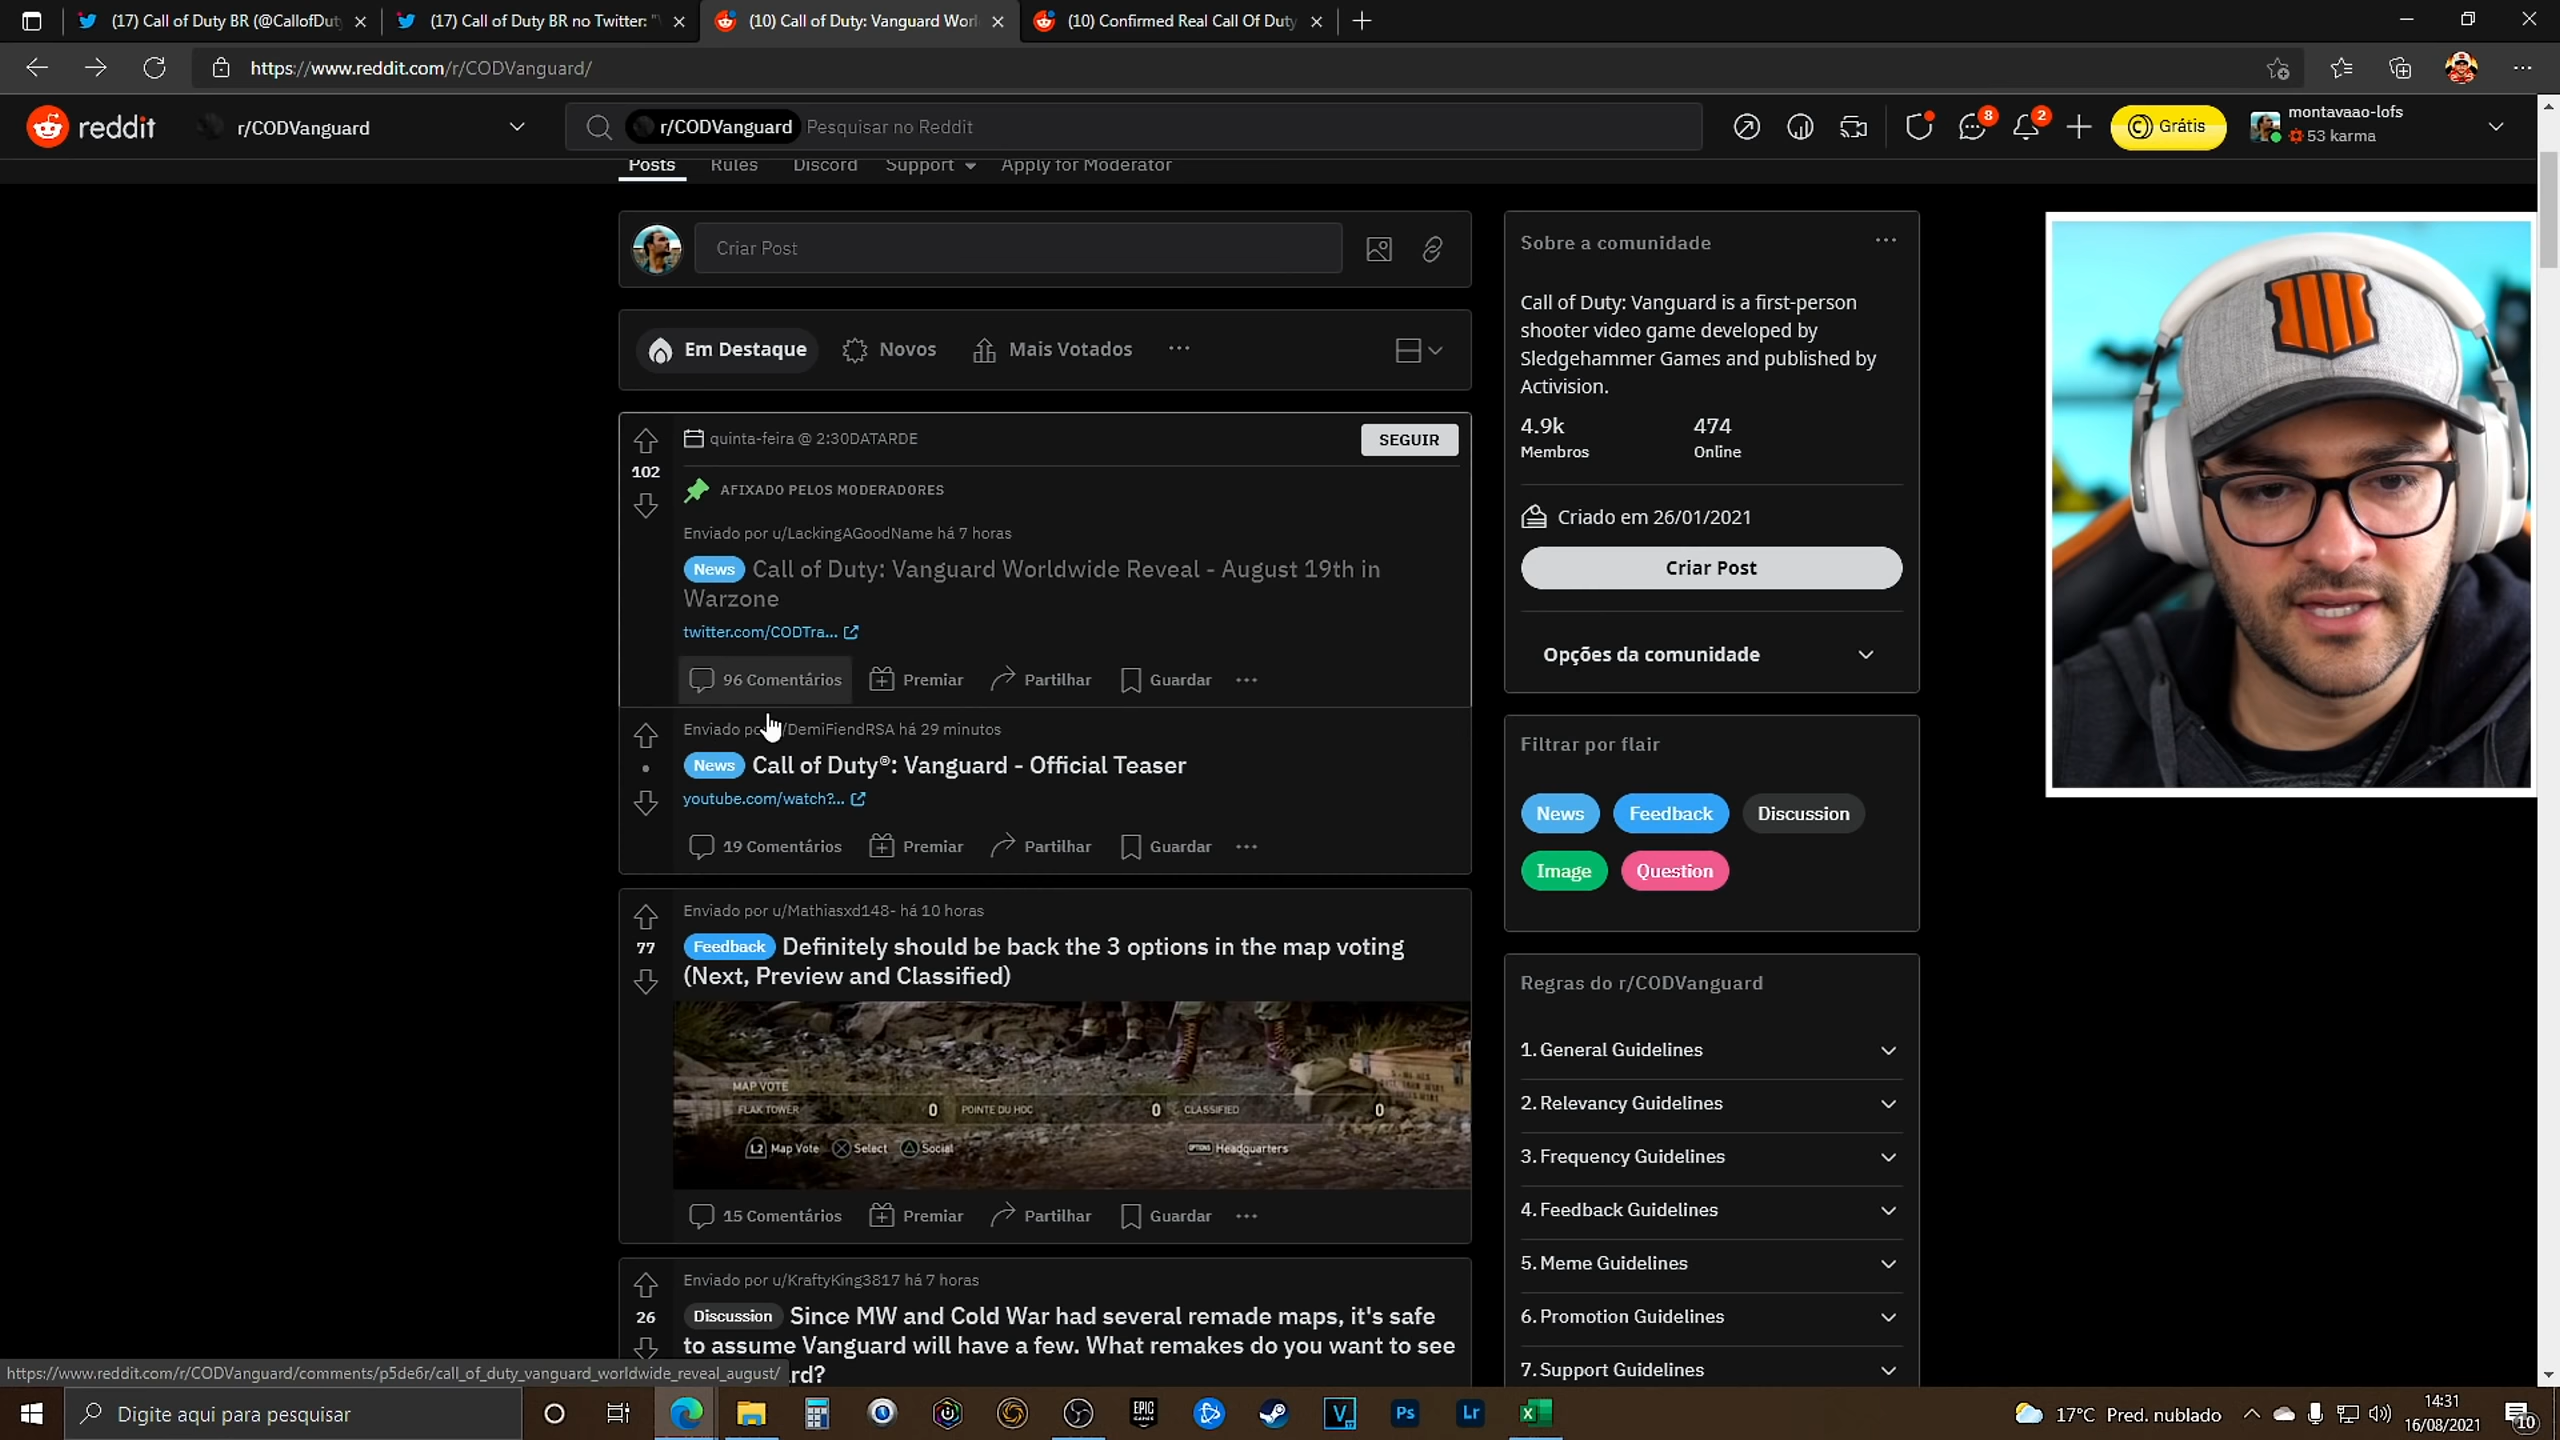 (17) Call of Duty BR (@CallofDuty
(17) Call of Duty BR no Twitter: "
(10) Call of Duty: Vanguard Worl
(10) Confirmed Real Call Of Duty
https://www.reddit.com/r/CODVanguard/
reddit
r/CODVanguard
r/CODVanguard
Pesquisar no Reddit
8
2
Grátis
montavaao-lofs
53 karma
Posts
Rules
Discord
Support
Apply for Moderator
Criar Post
Em Destaque
Novos
Mais Votados
102
quinta-feira @ 2:30DATARDE
SEGUIR
AFIXADO PELOS MODERADORES
Enviado por u/LackingAGoodName há 7 horas
News Call of Duty: Vanguard Worldwide Reveal - August 19th in
Warzone
twitter.com/CODTra...
96 Comentários
Premiar
Partilhar
Guardar
Enviado /DemiFiendRSA há 29 minutos
News Call of Duty®: Vanguard - Official Teaser
youtube.com/watch?...
19 Comentários
Premiar
Partilhar
Guardar
77
Enviado por u/Mathiasxd148- há 10 horas
Feedback Definitely should be back the 3 options in the map voting
(Next, Preview and Classified)
MAP VOTE
FLAK TOWER 0 POINTE DU HOC 0 CLASSIFIED 0
L2 Map Vote Select Social OPTIONS Headquarters
15 Comentários
Premiar
Partilhar
Guardar
26
Enviado por u/KraftyKing3817 há 7 horas
Discussion Since MW and Cold War had several remade maps, it's safe
to assume Vanguard will have a few. What remakes do you want to see
rd?
Sobre a comunidade
Call of Duty: Vanguard is a first-person
shooter video game developed by
Sledgehammer Games and published by
Activision.
4.9k
Membros
474
Online
Criado em 26/01/2021
Criar Post
Opções da comunidade
Filtrar por flair
News
Feedback
Discussion
Image
Question
Regras do r/CODVanguard
1. General Guidelines
2. Relevancy Guidelines
3. Frequency Guidelines
4. Feedback Guidelines
5. Meme Guidelines
6. Promotion Guidelines
7. Support Guidelines
https://www.reddit.com/r/CODVanguard/comments/p5de6r/call_of_duty_vanguard_worldwide_reveal_august/
Digite aqui para pesquisar
EPIC
GAMES
V
17
Ps
Lr
17°C Pred. nublado
14:31
16/08/2021
10